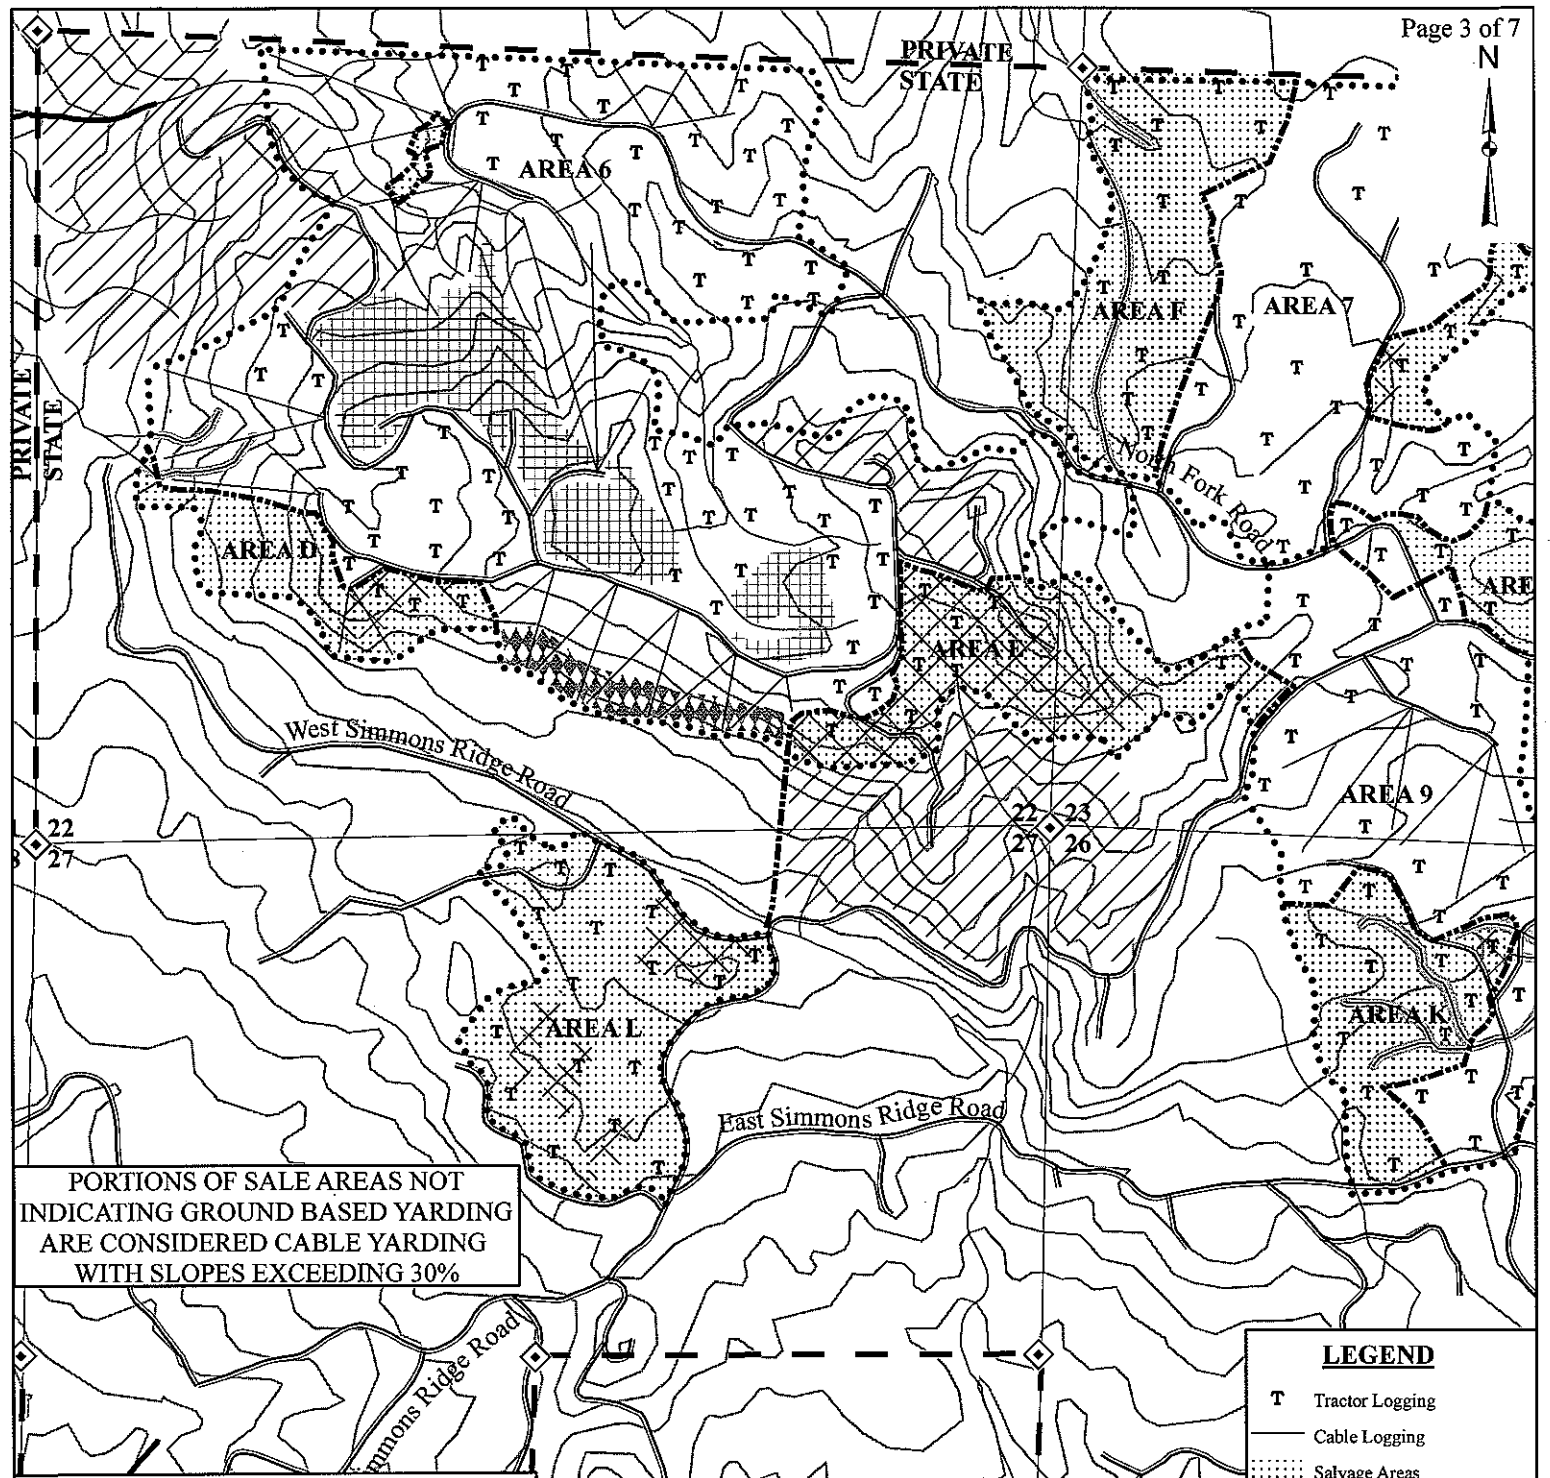 Page 3 of 7
N
PRIVATE
STATE
AREA 6
AREA F
AREA 7
PRIVATE
STATE
North Fork Road
AREA D
AREA E
West Simmons Ridge Road
AREA 9
22
27
22 23
27 26
AREA L
AREA K
East Simmons Ridge Road
PORTIONS OF SALE AREAS NOT
INDICATING GROUND BASED YARDING
ARE CONSIDERED CABLE YARDING
WITH SLOPES EXCEEDING 30%
Ridge Road
LEGEND
T Tractor Logging
Cable Logging
Salvage Areas